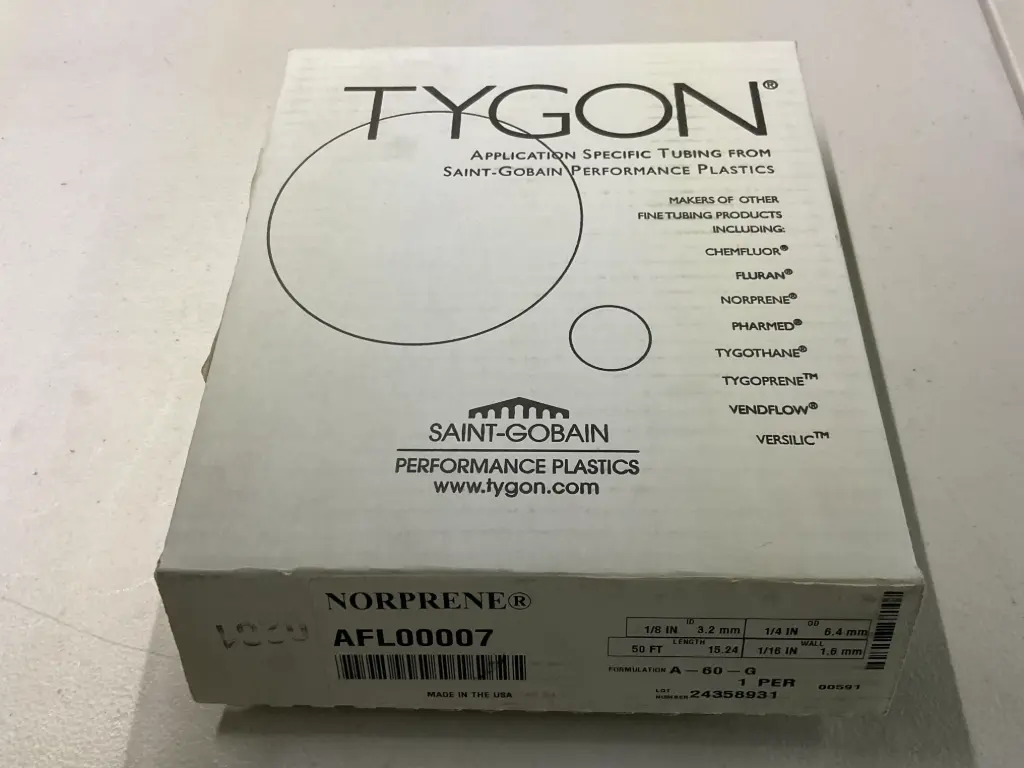 TYGON®
APPLICATION SPECIFIC TUBING FROM
SAINT-GOBAIN PERFORMANCE PLASTICS
MAKERS OF OTHER
FINE TUBING PRODUCTS
INCLUDING:
CHEMFLUOR®
FLURAN®
NORPRENE®
PHARMED®
TYGOTHANE®
TYGOPRENE™
VENDFLOW®
VERSILIC™
SAINT-GOBAIN
PERFORMANCE PLASTICS
www.tygon.com
NORPRENE®
AFL00007
MADE IN THE USA
ID OD
1/8 IN 3.2 mm 1/4 IN 6.4 mm
LENGTH WALL
50 FT 15.24 1/16 IN 1.6 mm
FORMULATION A-60-G
1 PER 00591
LOT NUMBER 24358931